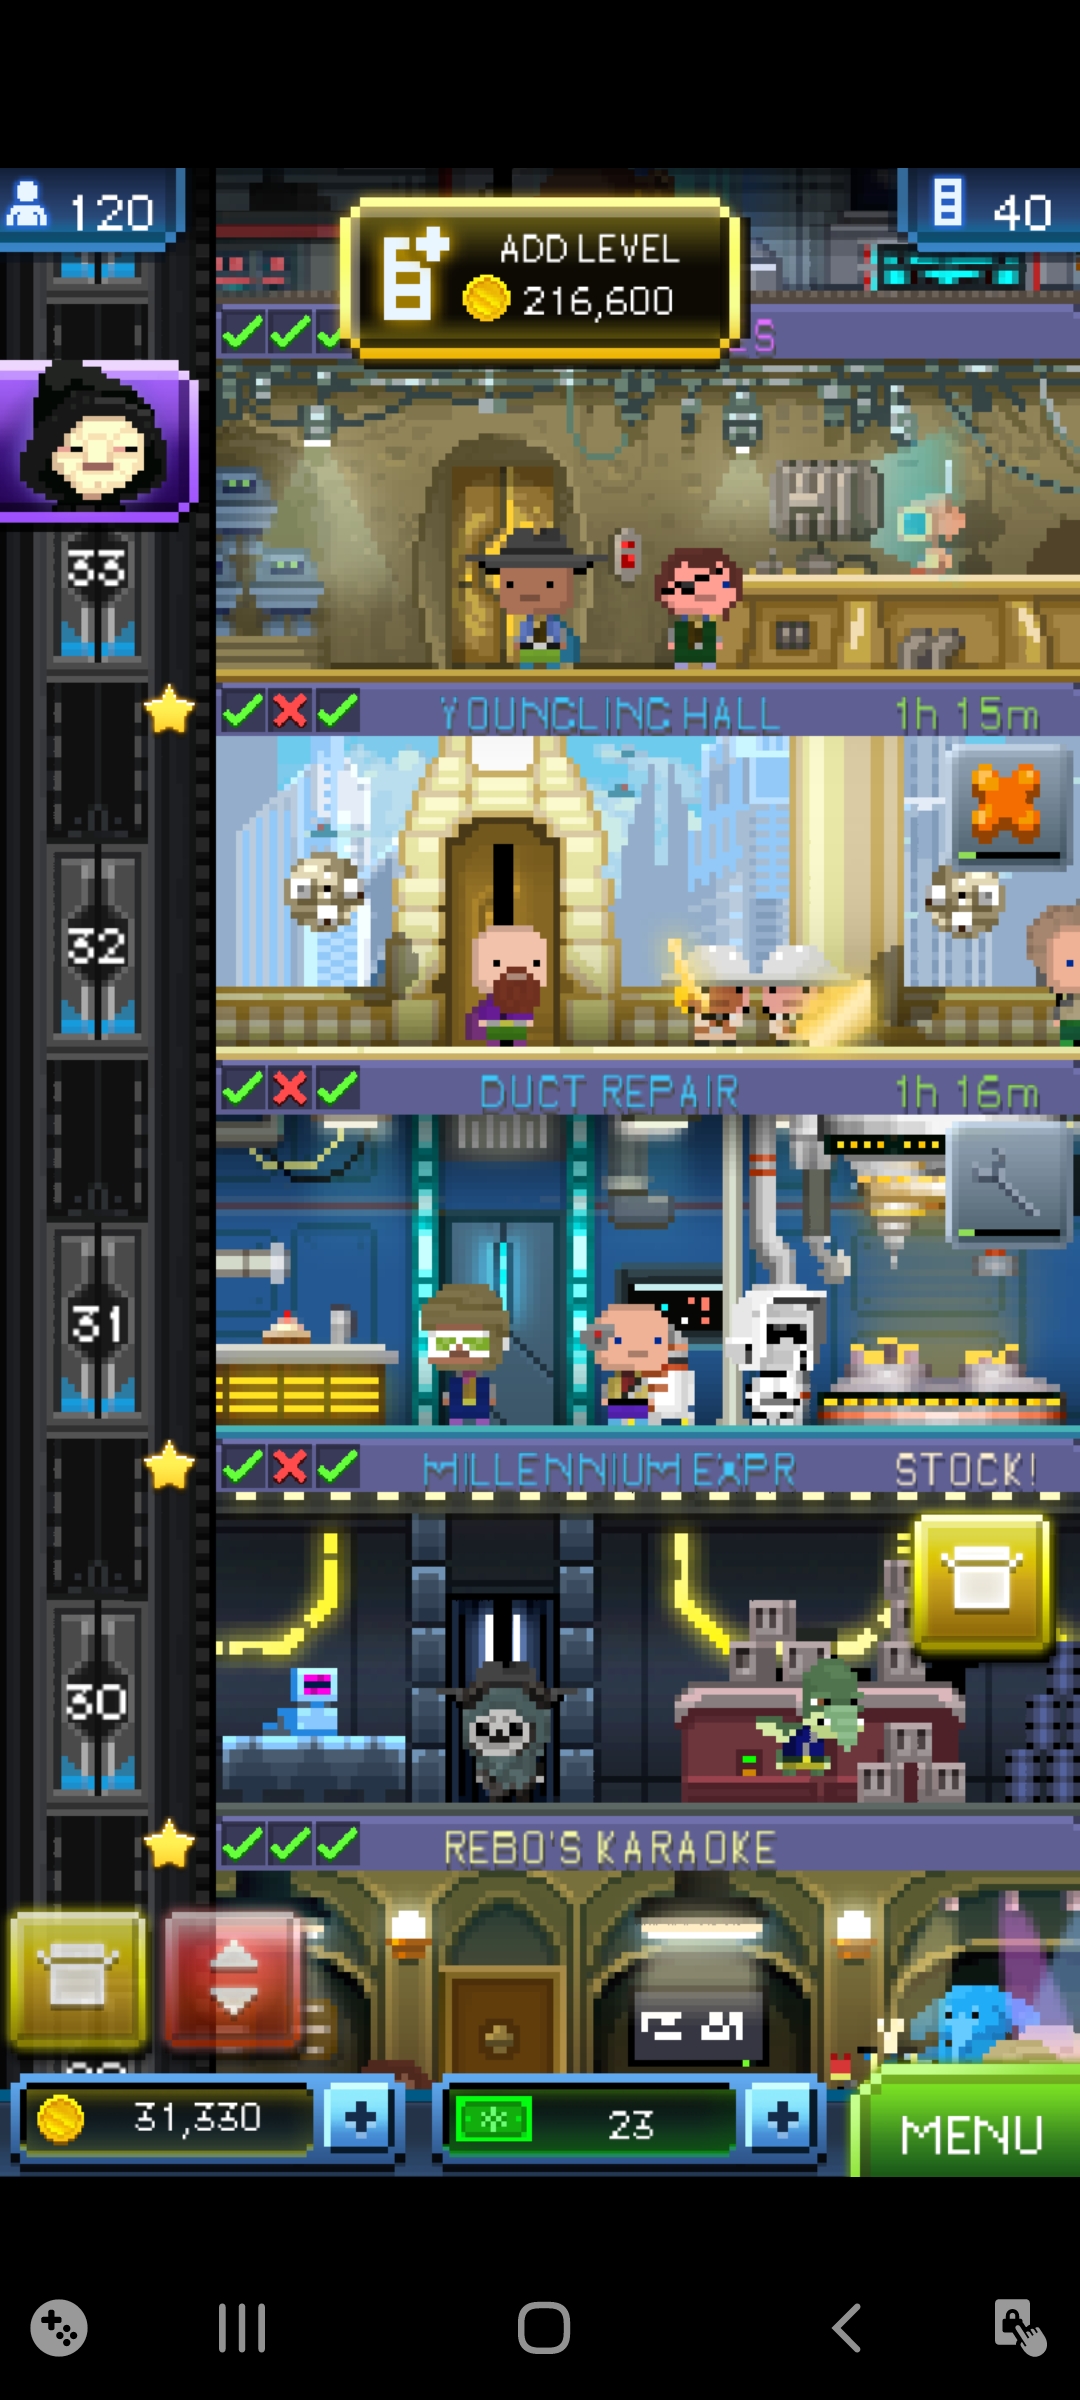 120
ADD LEVEL
216,600
40
33
YOUNGLING HALL
1h 15m
32
DUCT REPAIR
1h 16m
31
MILLENNIUM EXPR
STOCK!
30
REBO'S KARAOKE
31,330
23
MENU